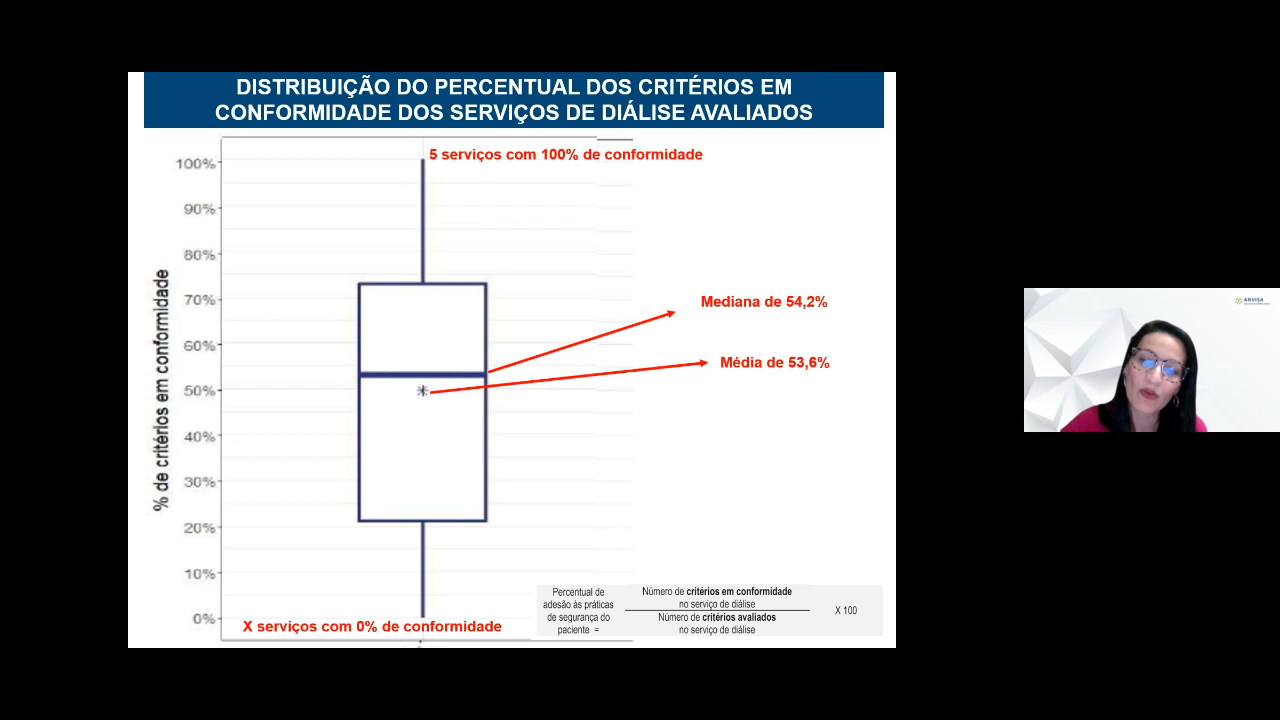 DISTRIBUIÇÃO DO PERCENTUAL DOS CRITÉRIOS EM
CONFORMIDADE DOS SERVIÇOS DE DIÁLISE AVALIADOS
5 serviços com 100% de conformidade
100%
90%
80%
70%
60%
50%
40%
30%
20%
10%
0%
% de critérios em conformidade
Mediana de 54,2%
Média de 53,6%
X serviços com 0% de conformidade
Percentual de
adesão às práticas
de segurança do
paciente =
Número de critérios em conformidade
no serviço de diálise
Número de critérios avaliados
no serviço de diálise
X 100
ANVISA